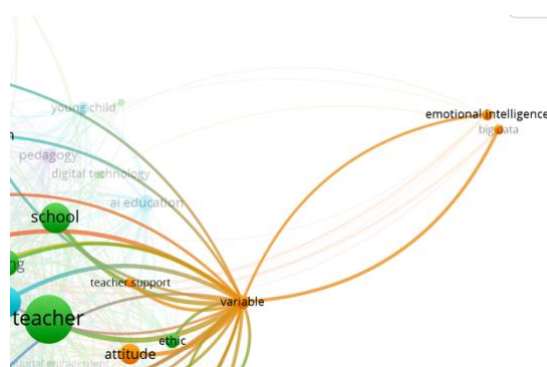 young child
emotional intelligence
big data
pedagogy
digital technology
ai education
school
teacher support
variable
teacher
ethic
attitude